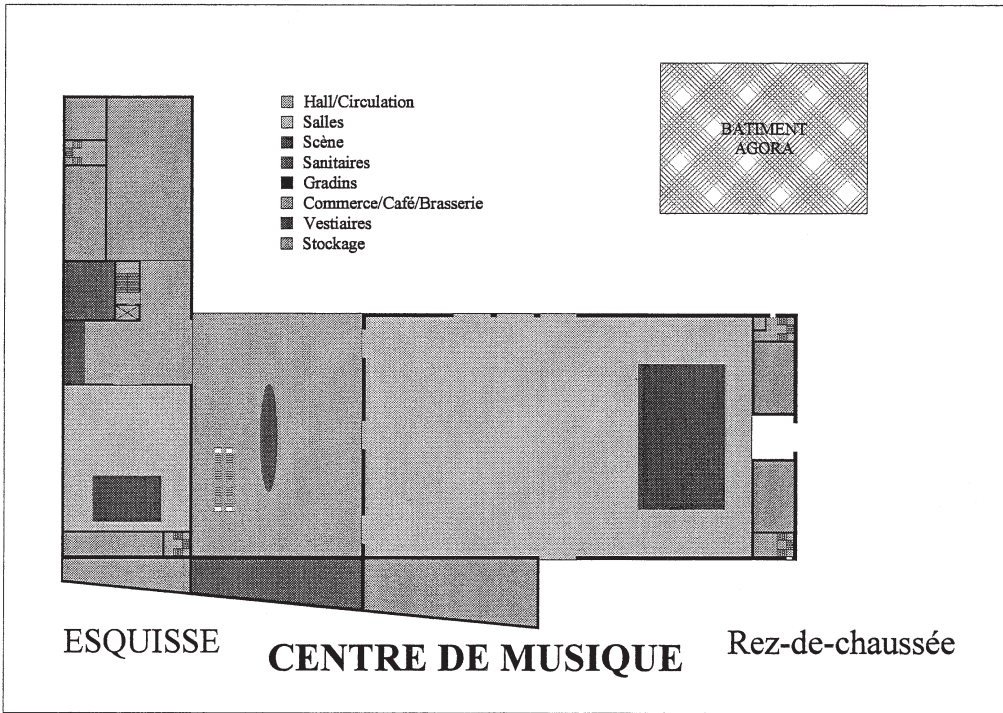 Hall/Circulation
Salles
Scène
Sanitaires
Gradins
Commerce/Café/Brasserie
Vestiaires
Stockage
BATIMENT
AGORA
ESQUISSE
CENTRE DE MUSIQUE
Rez-de-chaussée